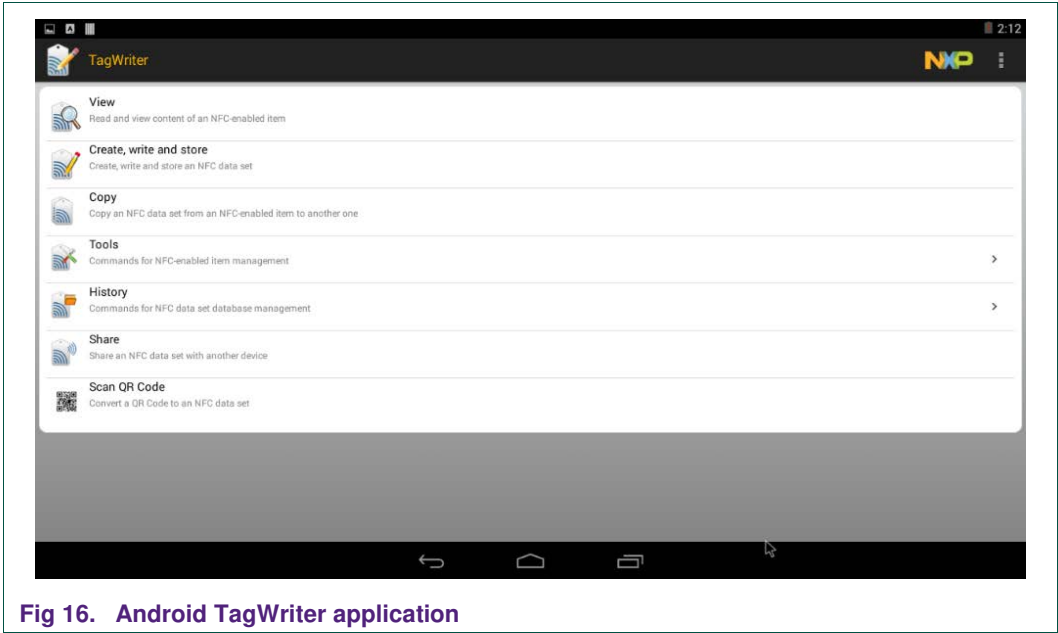 2:12
TagWriter
NXP
View
Read and view content of an NFC-enabled item
Create, write and store
Create, write and store an NFC data set
Copy
Copy an NFC data set from an NFC-enabled item to another one
Tools
Commands for NFC-enabled item management
History
Commands for NFC data set database management
Share
Share an NFC data set with another device
Scan QR Code
Convert a QR Code to an NFC data set
Fig 16. Android TagWriter application